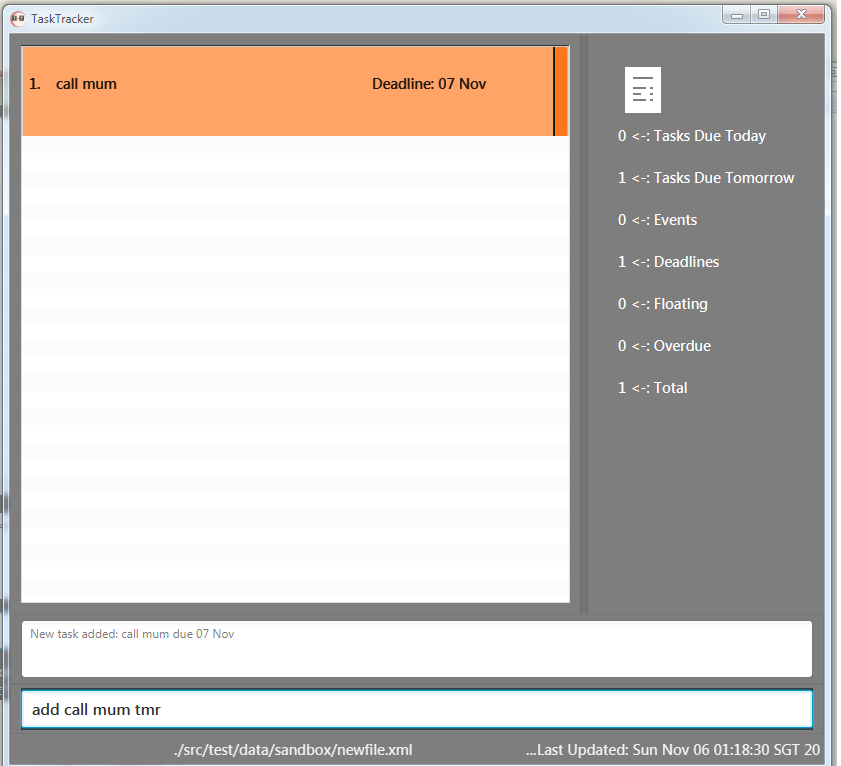 TaskTracker
1. call mum Deadline: 07 Nov
0 <-: Tasks Due Today
1 <-: Tasks Due Tomorrow
0 <-: Events
1 <-: Deadlines
0 <-: Floating
0 <-: Overdue
1 <-: Total
New task added: call mum due 07 Nov
add call mum tmr
./src/test/data/sandbox/newfile.xml ...Last Updated: Sun Nov 06 01:18:30 SGT 20